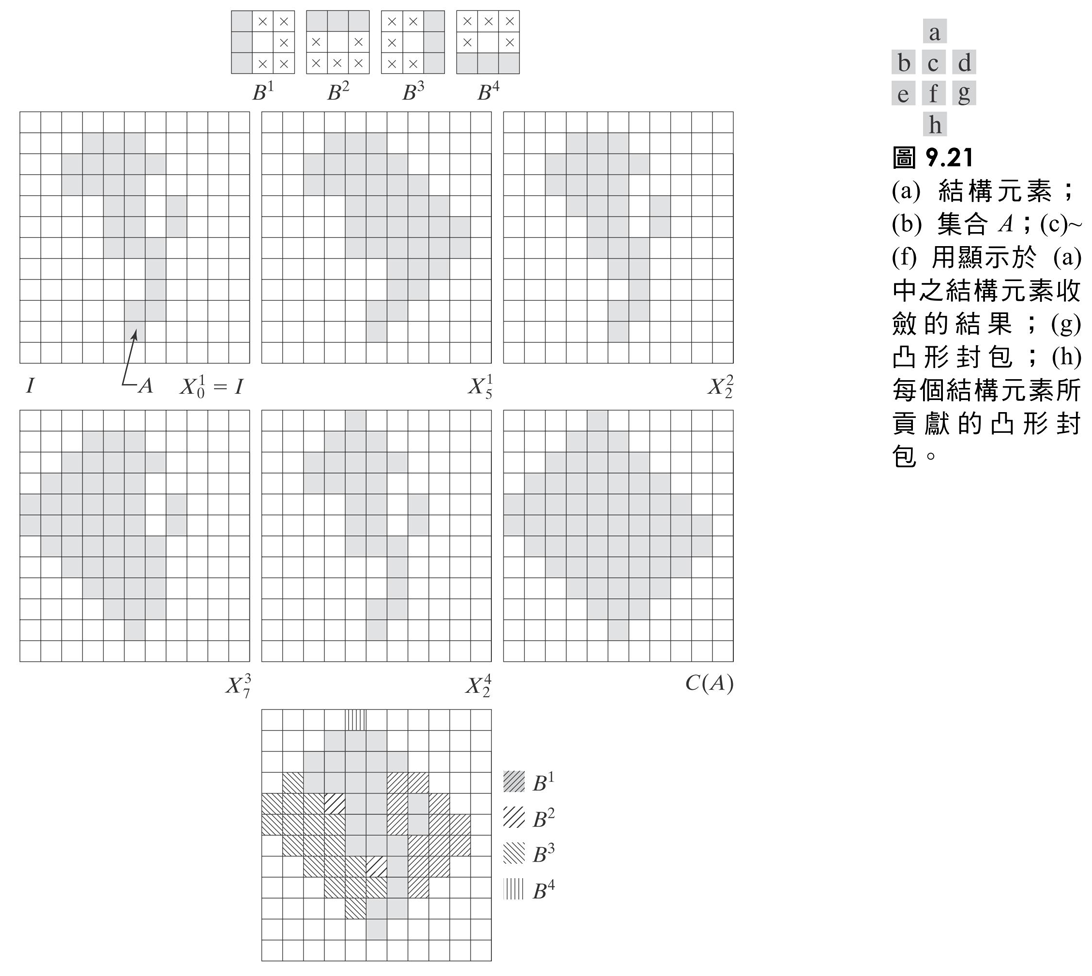 × × × × × × ×
× × × × × ×
× × × × × × ×
B¹ B² B³ B⁴
I A X₀¹ = I X₅¹ X₂²
X₇³ X₂⁴ C(A)
B¹
B²
B³
B⁴
a
b c d
e f g
h
圖 9.21
(a) 結構元素；
(b) 集合 A；(c)~
(f) 用顯示於 (a)
中之結構元素收
斂的結果；(g)
凸形封包；(h)
每個結構元素所
貢獻的凸形封
包。